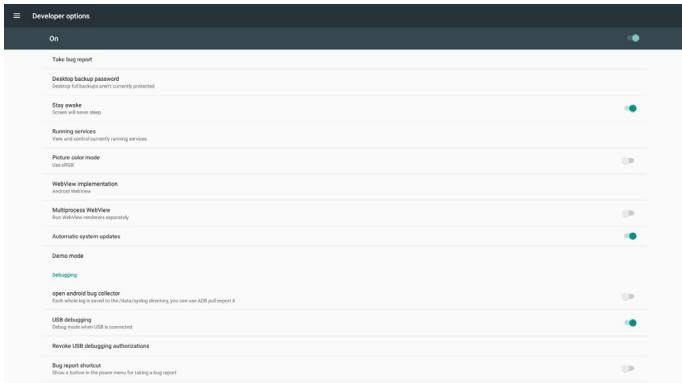 Developer options
On
Take bug report
Desktop backup password
Desktop full backups aren't currently protected
Stay awake
Screen will never sleep
Running services
View and control currently running services
Picture color mode
Use sRGB
WebView implementation
Android WebView
Multiprocess WebView
Run WebView renderers separately
Automatic system updates
Demo mode
Debugging
open android bug collector
Each whole log is saved to the /data/syslog directory, you can use ADB pull export it
USB debugging
Debug mode when USB is connected
Revoke USB debugging authorizations
Bug report shortcut
Show a button in the power menu for taking a bug report